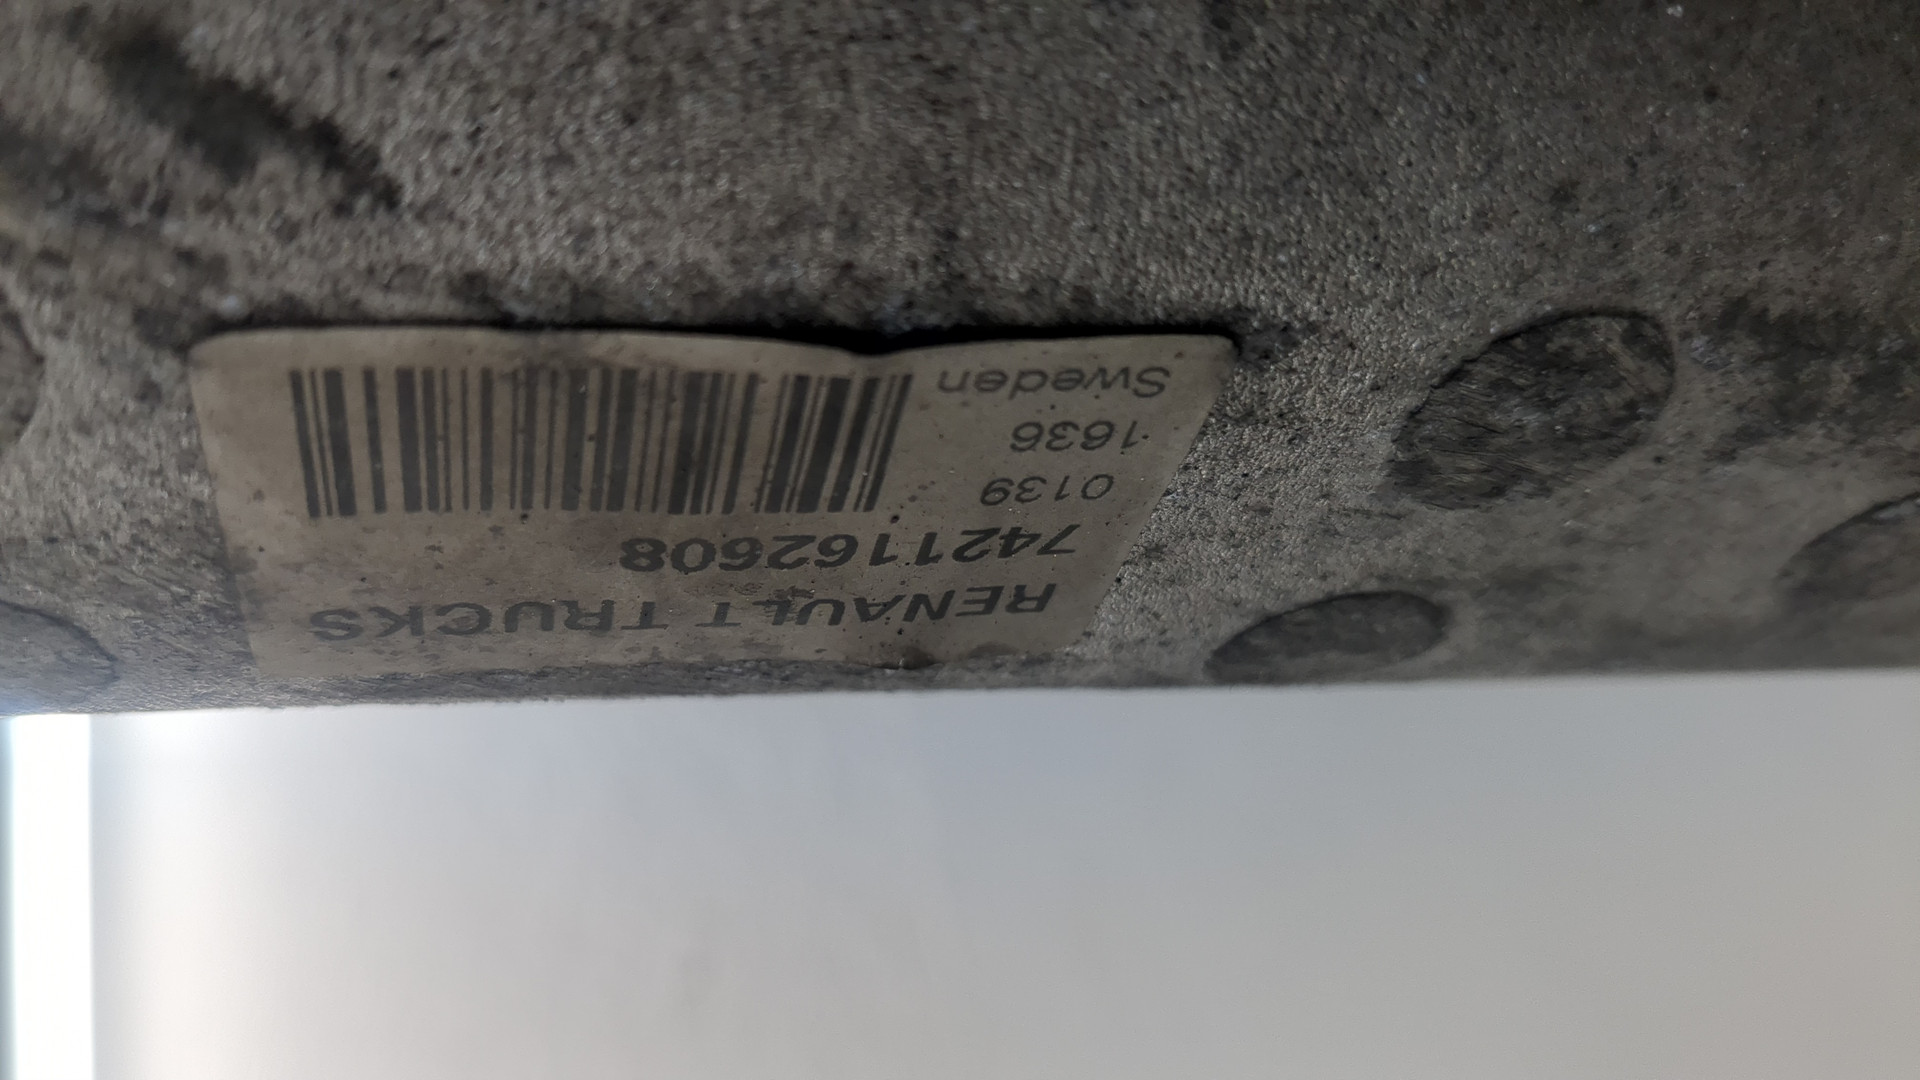 RENAULT TRUCKS
7421162608
0139
1636
Sweden